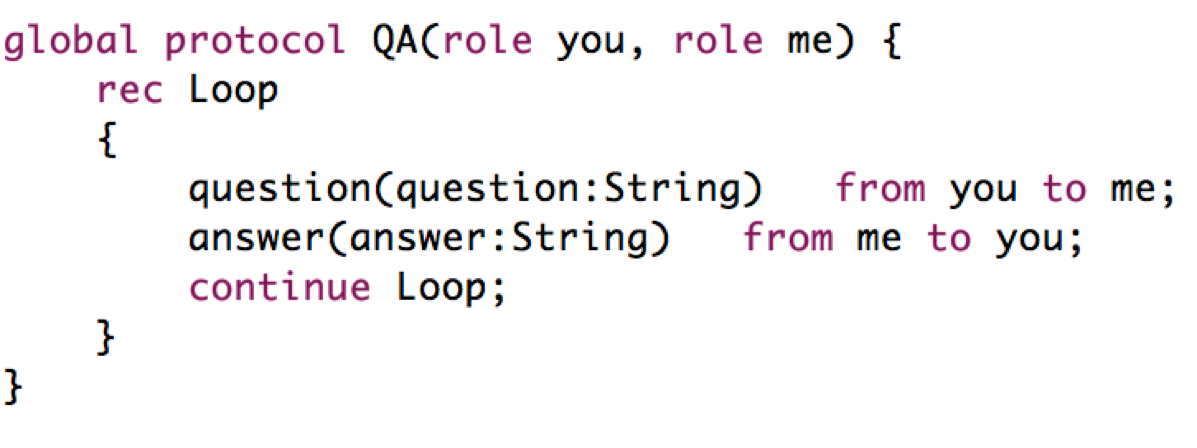 global protocol QA(role you, role me) {
    rec Loop
    {
        question(question:String)   from you to me;
        answer(answer:String)   from me to you;
        continue Loop;
    }
}